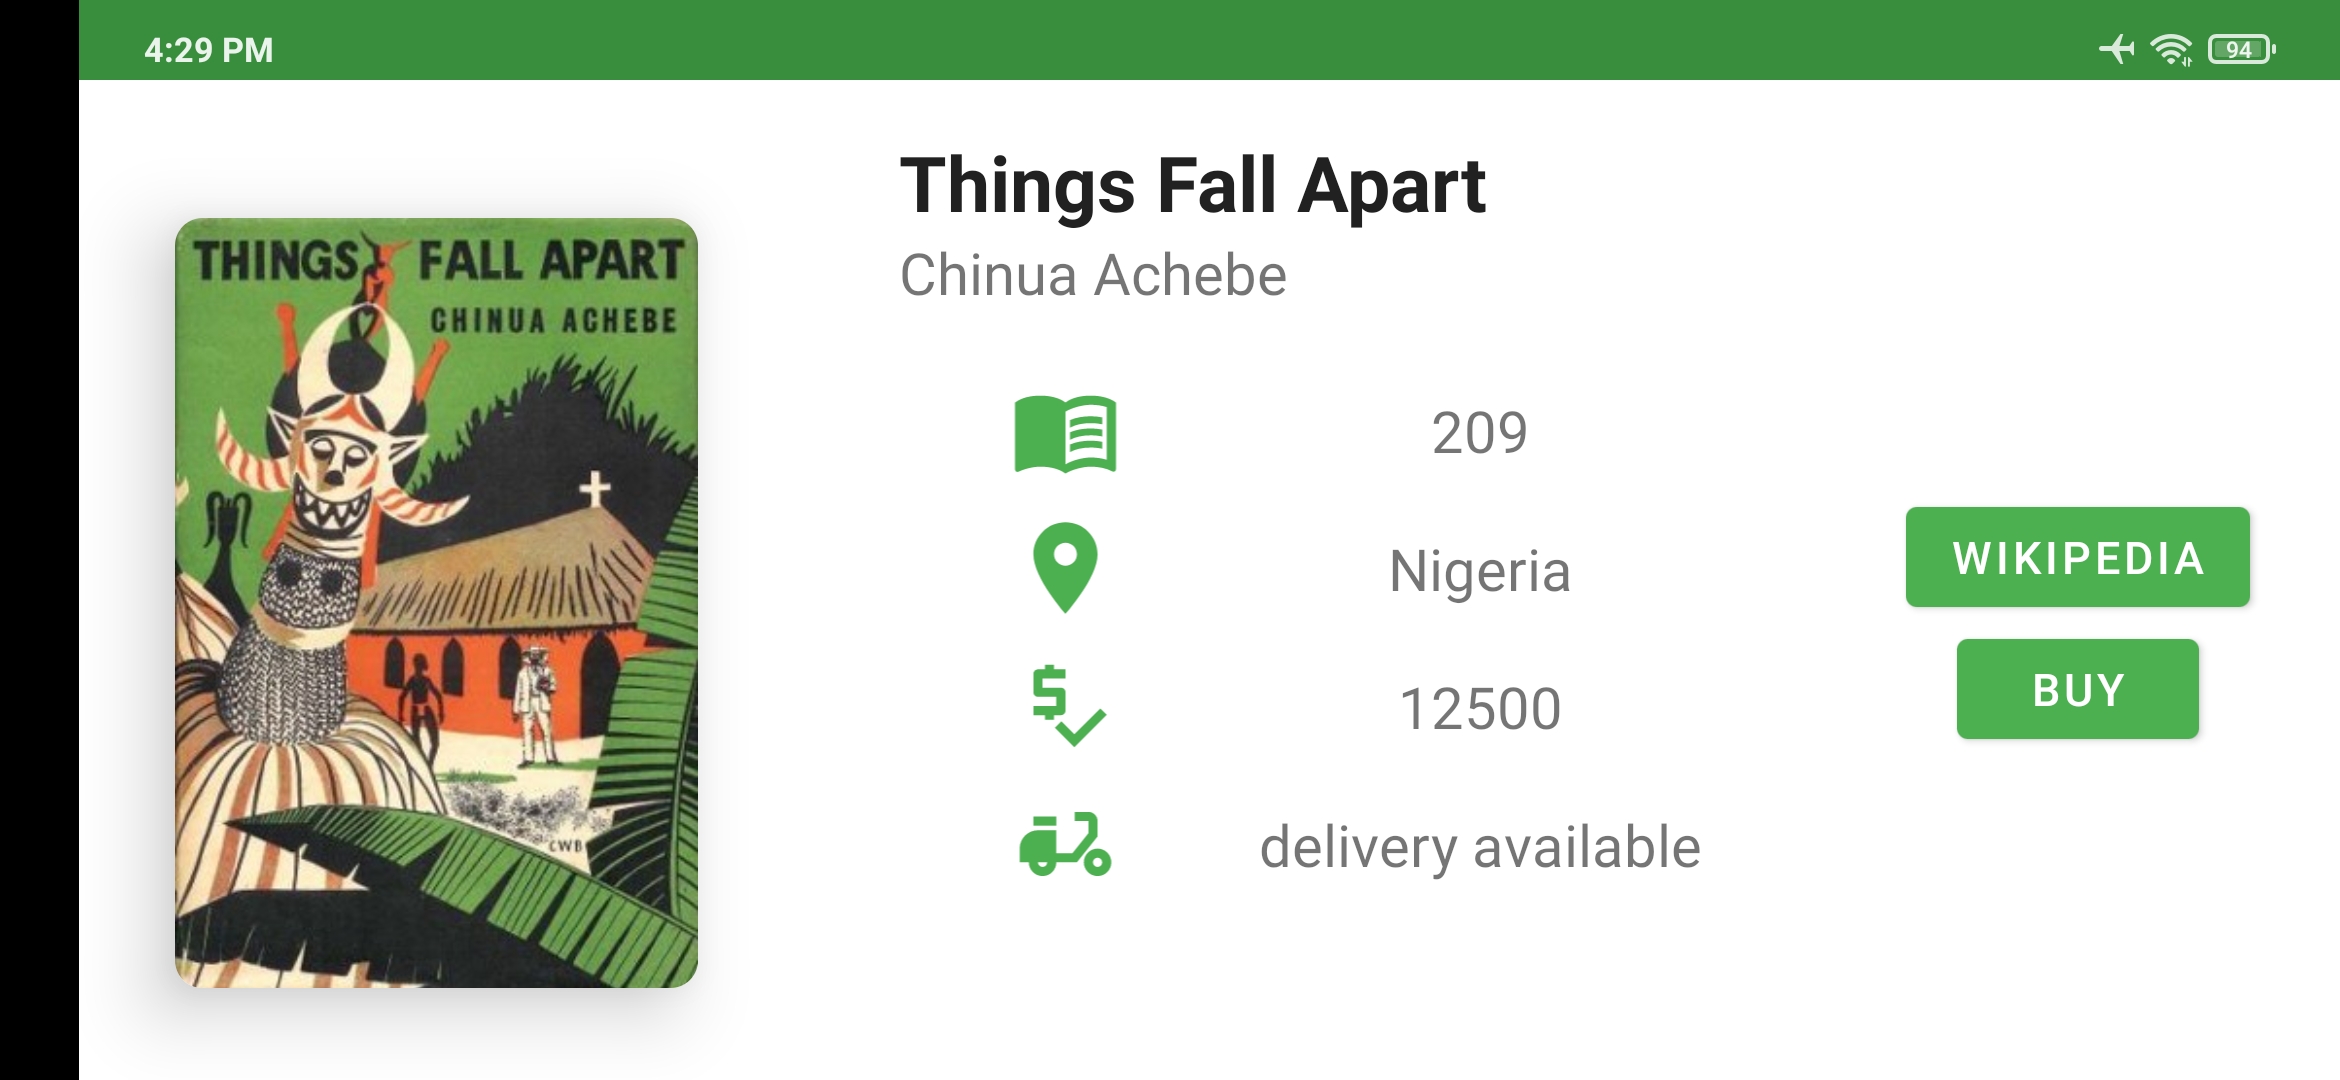 4:29 PM
94
THINGS FALL APART
CHINUA ACHEBE
CWB
Things Fall Apart
Chinua Achebe
209
Nigeria
12500
delivery available
WIKIPEDIA
BUY